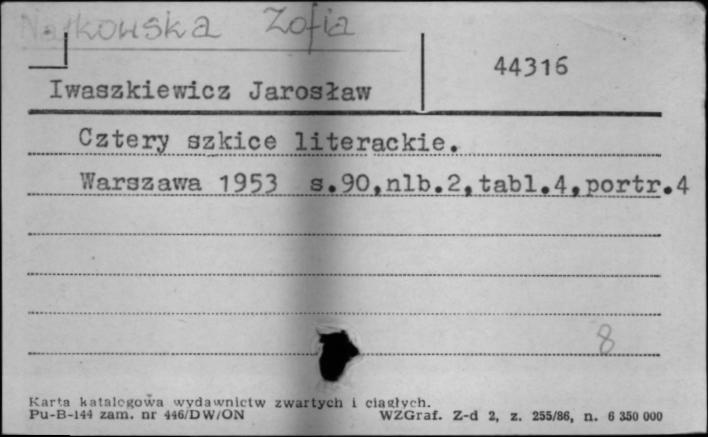 Nałkowska Zofia
44316
Iwaszkiewicz Jarosław
Cztery szkice literackie.
Warszawa 1953 s.90,nlb.2,tabl.4,portr.4
8
Karta katalogowa wydawnictw zwartych i ciągłych.
Pu-B-144 zam. nr 446/DW/ON WZGraf. Z-d 2, z. 255/86, n. 6 350 000